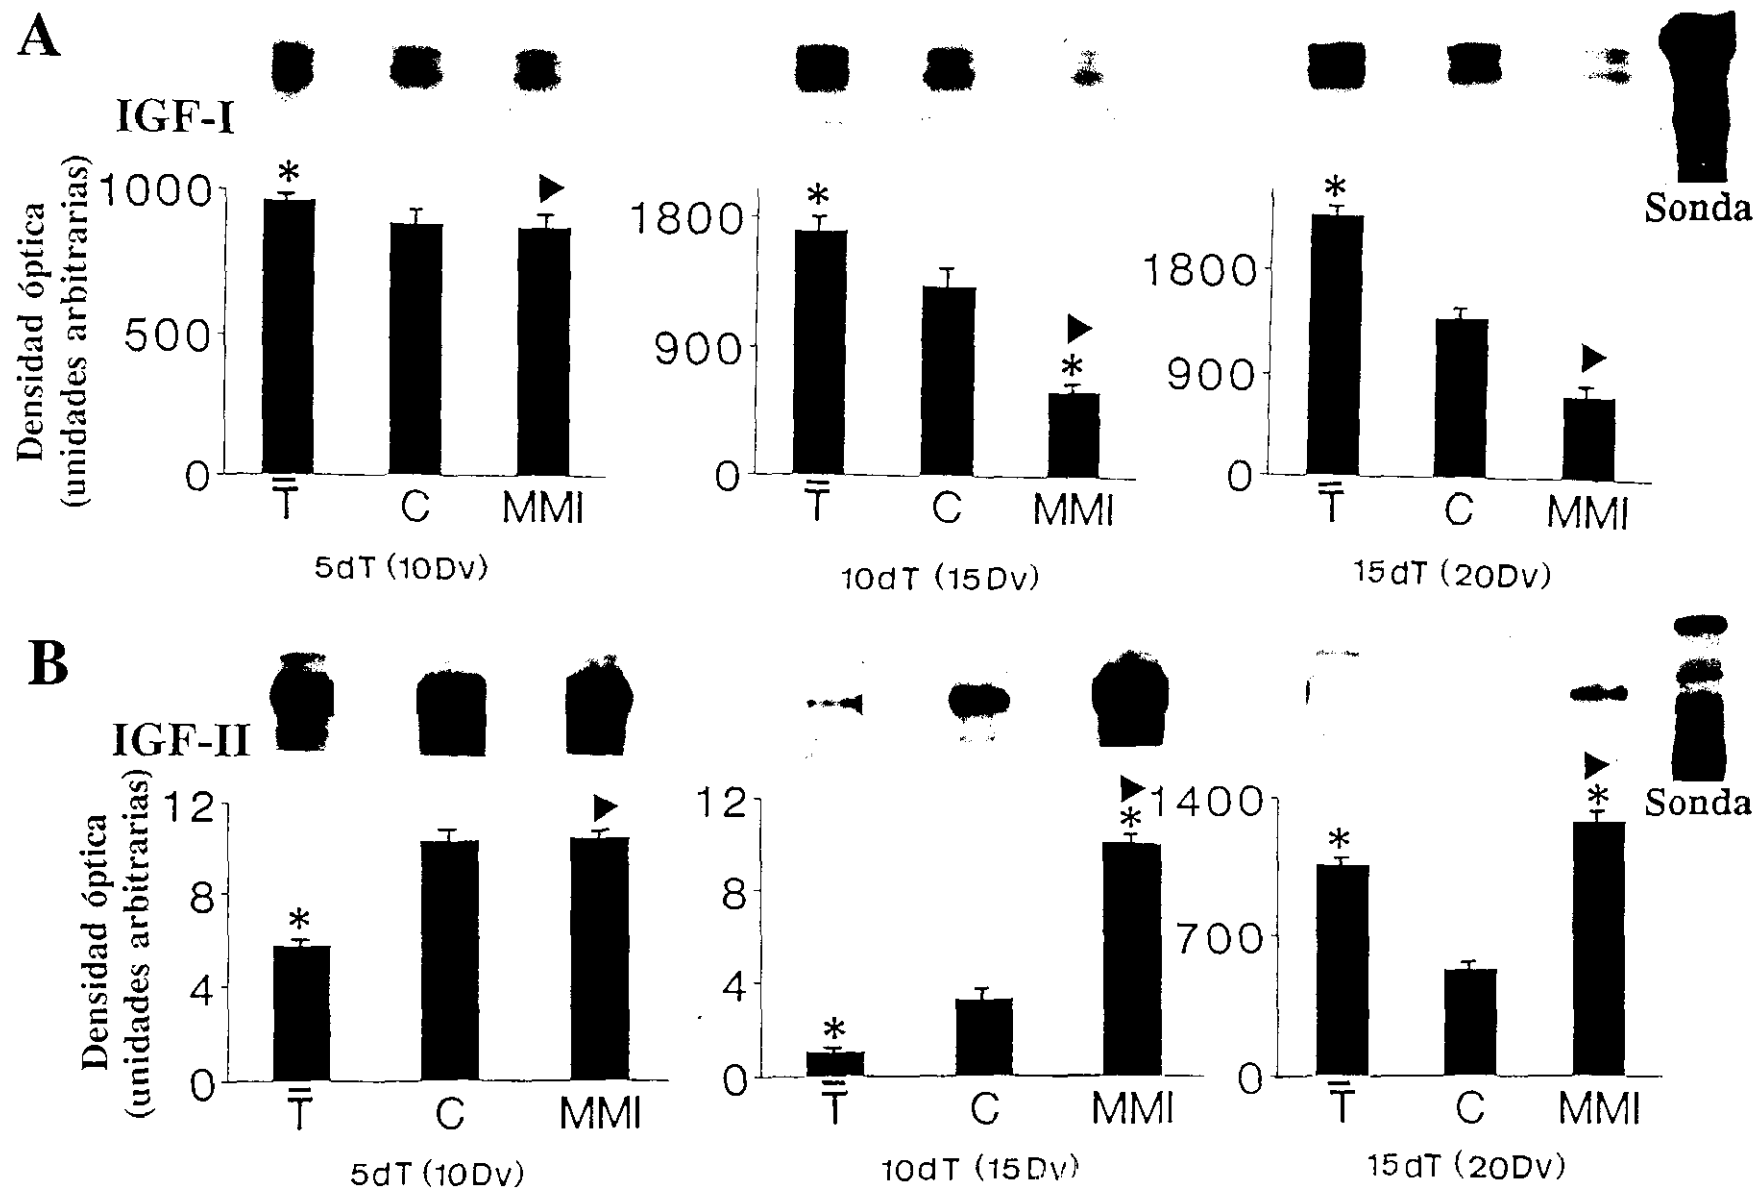 A
IGF-I
Densidad óptica
(unidades arbitrarias)
1000
500
0
*
T
C
MMI
5dT (10Dv)
1800
900
0
*
*
T
C
MMI
10dT (15Dv)
1800
900
0
*
T
C
MMI
15dT (20Dv)
Sonda
B
IGF-II
Densidad óptica
(unidades arbitrarias)
12
8
4
0
*
T
C
MMI
5dT (10Dv)
12
8
4
0
*
*
T
C
MMI
10dT (15Dv)
1400
700
0
*
*
T
C
MMI
15dT (20Dv)
Sonda